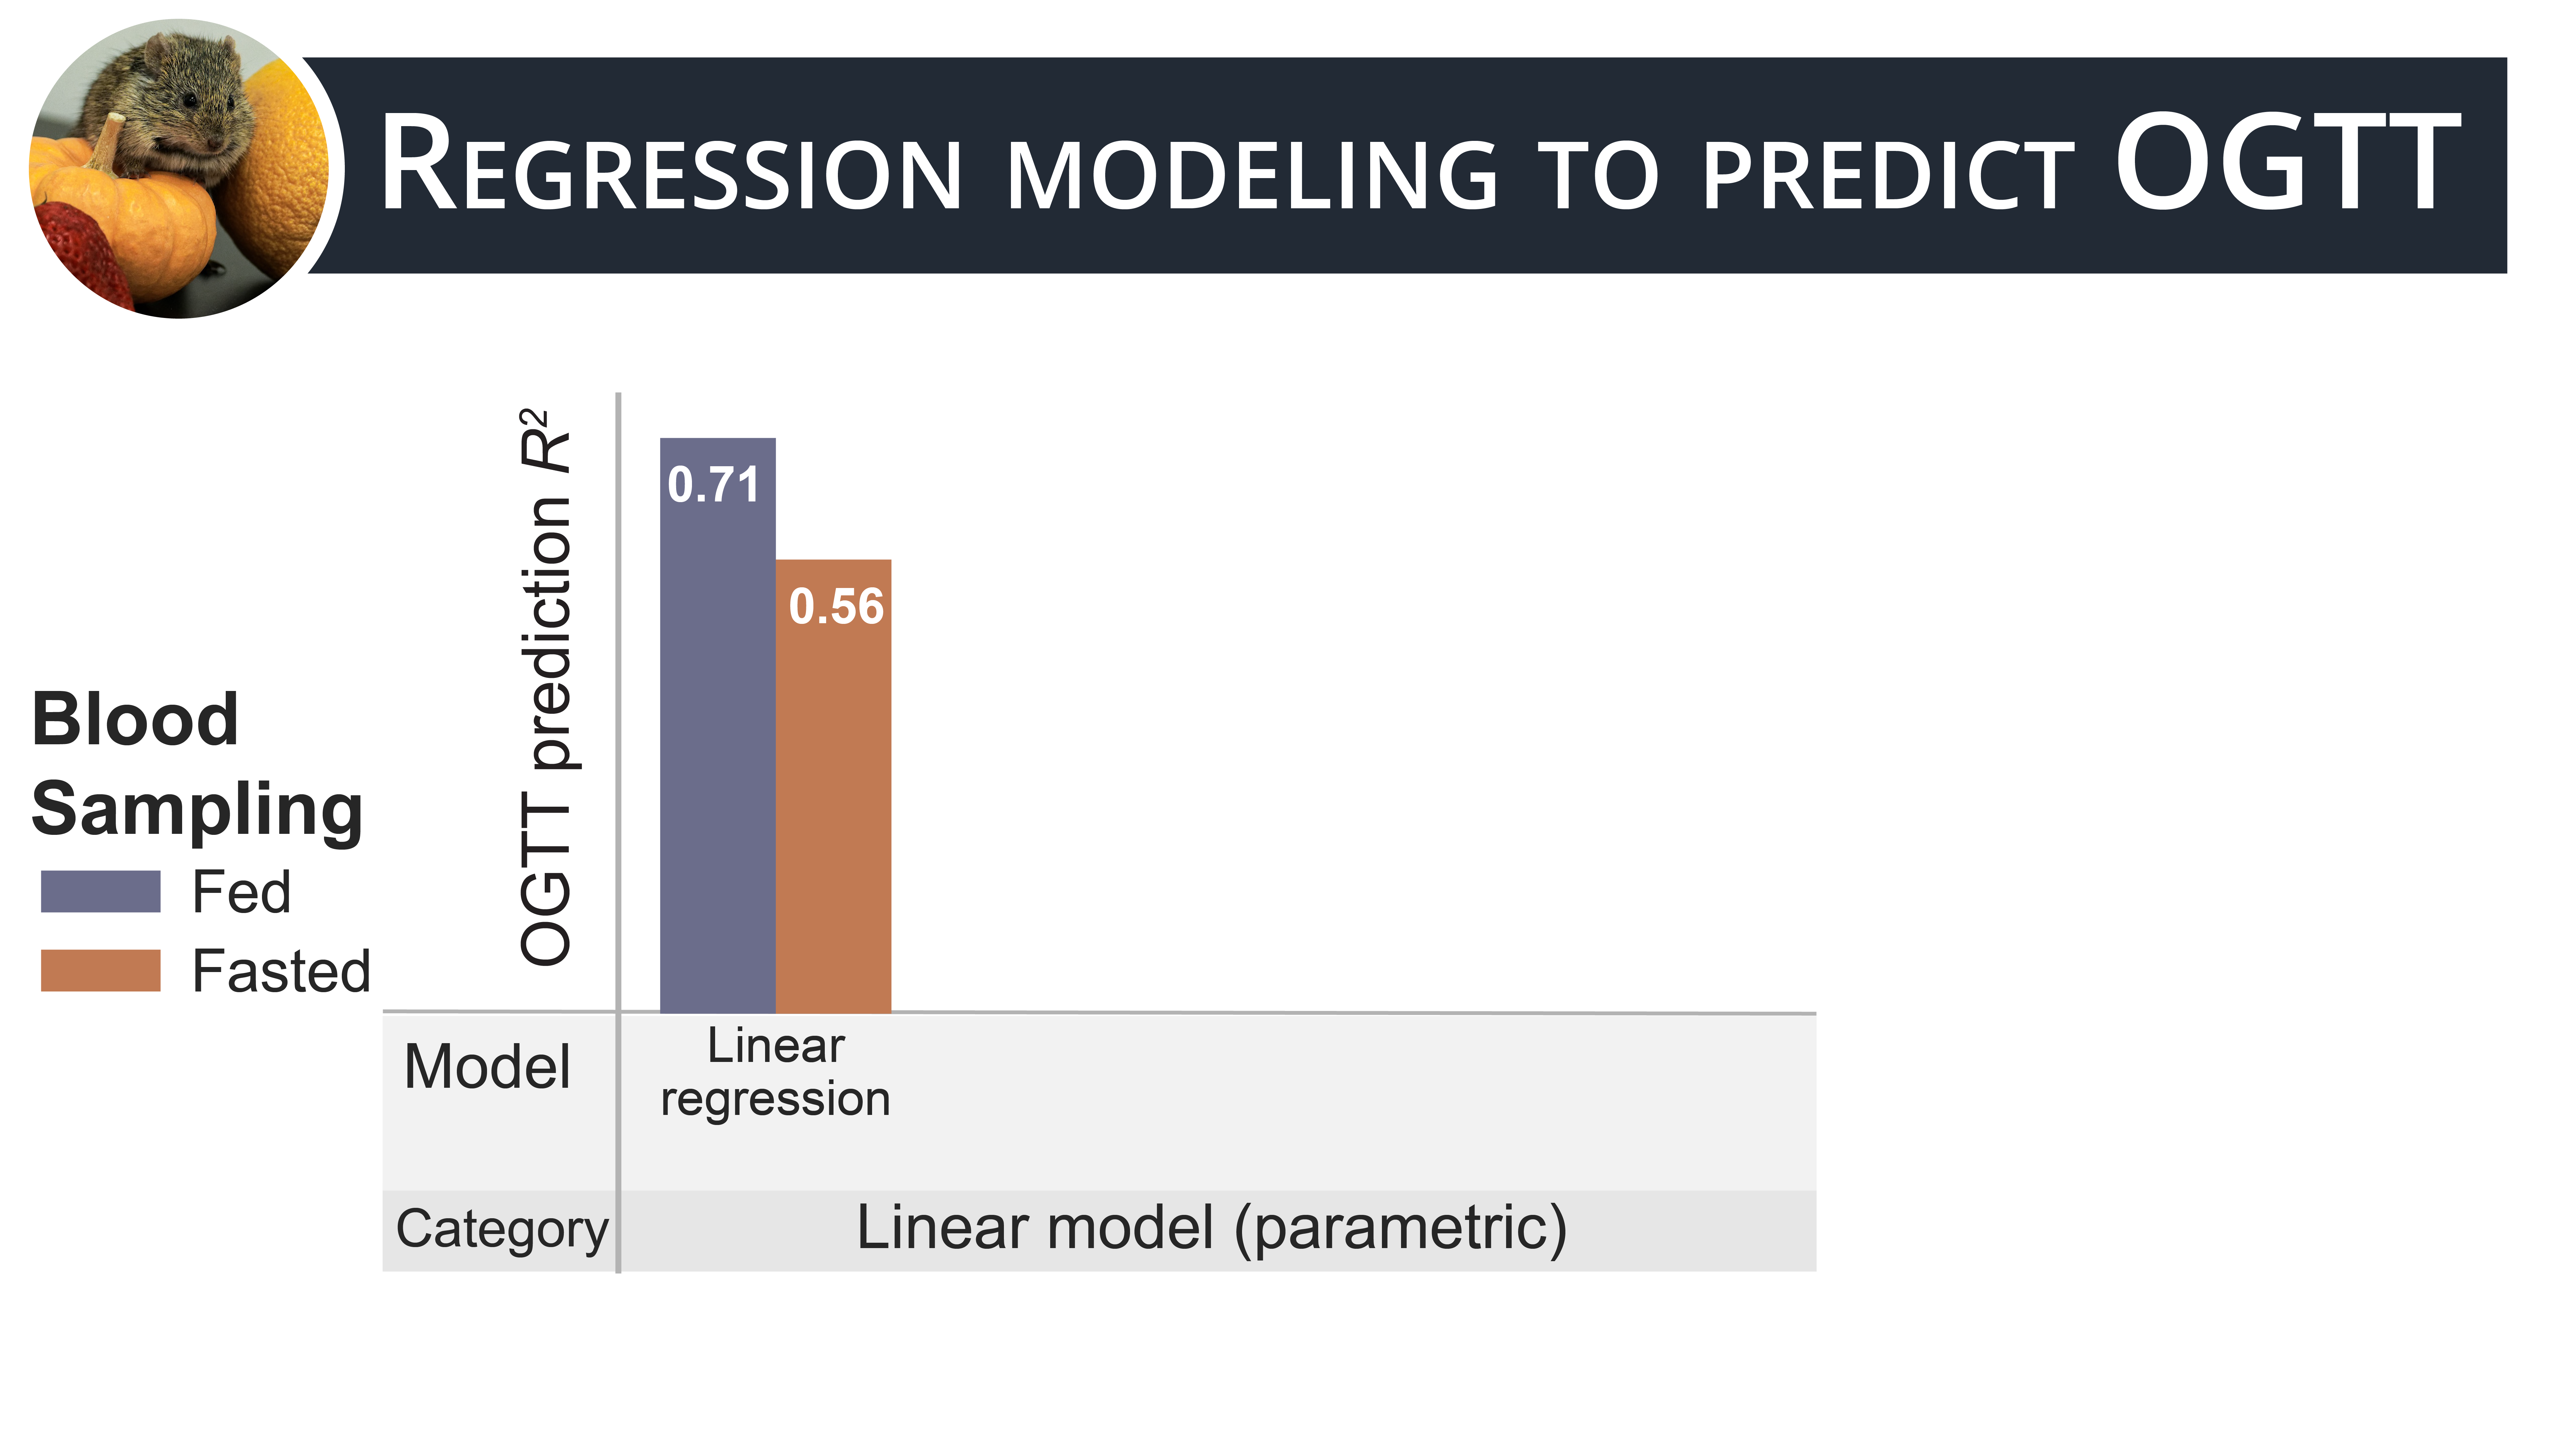 Regression modeling to predict OGTT
OGTT prediction R²
0.71
0.56
Blood
Sampling
Fed
Fasted
Model
Linear
regression
Category
Linear model (parametric)